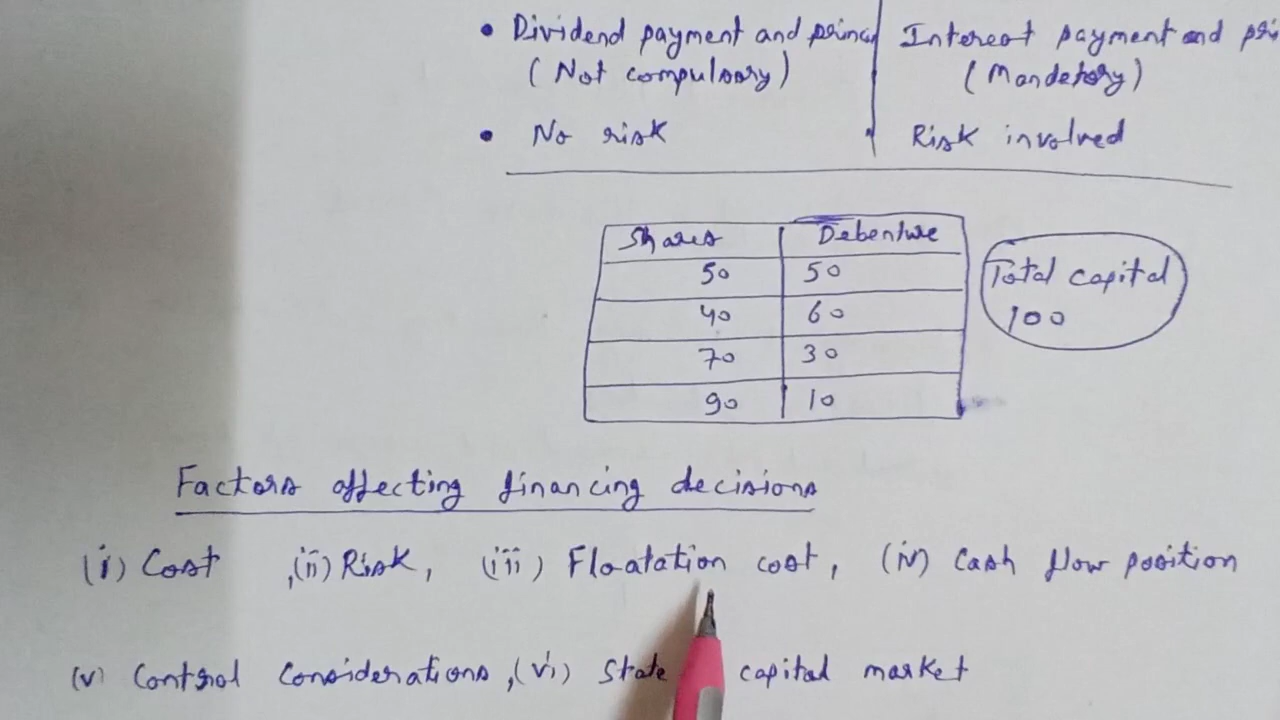 • Dividend payment and princ Interest payment and pri
(Not compulsory) (Mandetory)
• No risk Risk involved
Shares Debenture
50 50
40 60
70 30
90 10
Total capital
100
Factors affecting financing decisions
(i) Cost ,(ii) Risk, (iii) Floatation cost, (iv) Cash flow position
(v) Control Considerations, (vi) State capital market